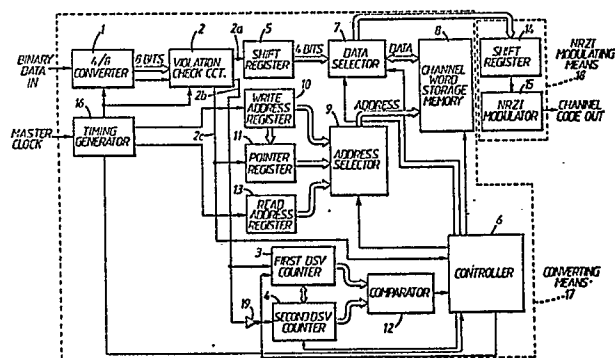 1
4/6 CONVERTER
BINARY DATA IN
6 BITS
2
VIOLATION CHECK CCT.
2a
2b
2c
5
SHIFT REGISTER
4 BITS
7
DATA SELECTOR
DATA
8
CHANNEL WORD STORAGE MEMORY
14
SHIFT REGISTER
15
NRZI MODULATOR
NRZI MODULATING MEANS 18
CHANNEL CODE OUT
16
TIMING GENERATOR
MASTER CLOCK
10
WRITE ADDRESS REGISTER
11
POINTER REGISTER
13
READ ADDRESS REGISTER
9
ADDRESS SELECTOR
ADDRESS
6
CONTROLLER
3
FIRST DSV COUNTER
4
SECOND DSV COUNTER
19
COMPARATOR
12
CONVERTING MEANS 17